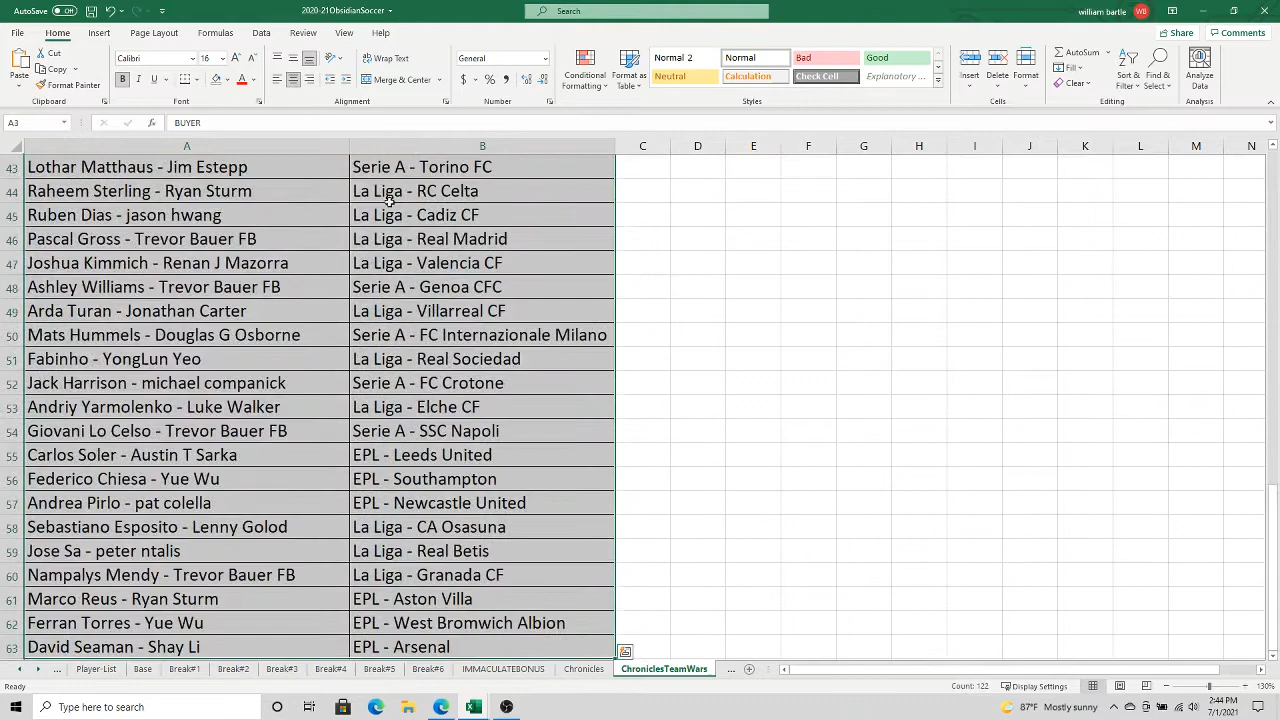 AutoSave Off 2020-21ObsidianSoccer Search william bartle WB
File Home Insert Page Layout Formulas Data Review View Help Share Comments
Paste Cut Copy Format Painter Clipboard
Calibri 16 Font
Wrap Text Merge & Center Alignment
General Number
Conditional Formatting Format as Table
Normal 2 Normal Bad Good
Neutral Calculation Check Cell Explanatory ...
Styles
Insert Delete Format Cells
AutoSum Fill Clear Sort & Filter Find & Select Editing
Analyze Data Analysis
A3 fx BUYER
A B C D E F G H I J K L M N
43 Lothar Matthaus - Jim Estepp Serie A - Torino FC
44 Raheem Sterling - Ryan Sturm La Liga - RC Celta
45 Ruben Dias - jason hwang La Liga - Cadiz CF
46 Pascal Gross - Trevor Bauer FB La Liga - Real Madrid
47 Joshua Kimmich - Renan J Mazorra La Liga - Valencia CF
48 Ashley Williams - Trevor Bauer FB Serie A - Genoa CFC
49 Arda Turan - Jonathan Carter La Liga - Villarreal CF
50 Mats Hummels - Douglas G Osborne Serie A - FC Internazionale Milano
51 Fabinho - YongLun Yeo La Liga - Real Sociedad
52 Jack Harrison - michael companick Serie A - FC Crotone
53 Andriy Yarmolenko - Luke Walker La Liga - Elche CF
54 Giovani Lo Celso - Trevor Bauer FB Serie A - SSC Napoli
55 Carlos Soler - Austin T Sarka EPL - Leeds United
56 Federico Chiesa - Yue Wu EPL - Southampton
57 Andrea Pirlo - pat colella EPL - Newcastle United
58 Sebastiano Esposito - Lenny Golod La Liga - CA Osasuna
59 Jose Sa - peter ntalis La Liga - Real Betis
60 Nampalys Mendy - Trevor Bauer FB La Liga - Granada CF
61 Marco Reus - Ryan Sturm EPL - Aston Villa
62 Ferran Torres - Yue Wu EPL - West Bromwich Albion
63 David Seaman - Shay Li EPL - Arsenal
... Player-List Base Break#1 Break#2 Break#3 Break#4 Break#5 Break#6 IMMACULATEBONUS Chronicles ChroniclesTeamWars ...
Ready Count: 122 Display Settings 130%
Type here to search 87°F Mostly sunny 2:44 PM
7/1/2021